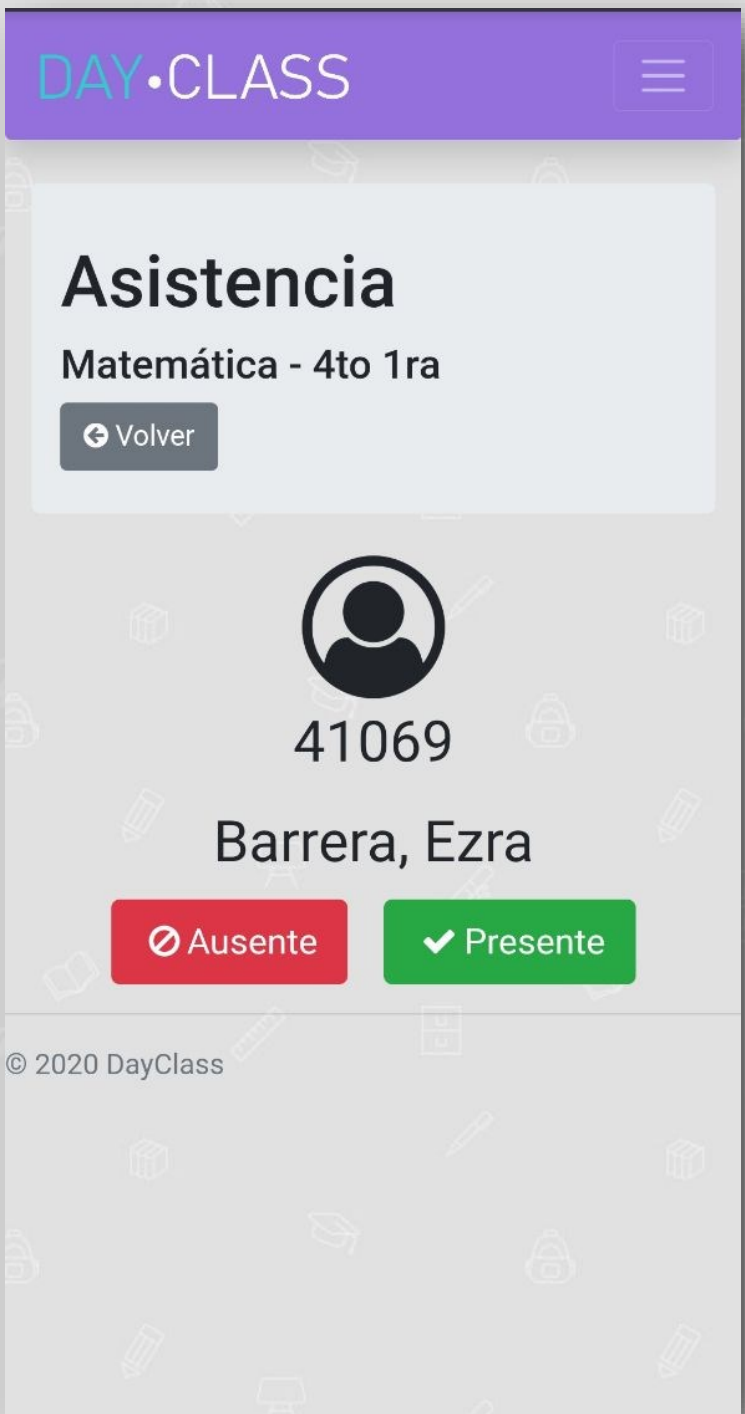 DAY•CLASS
Asistencia
Matemática - 4to 1ra
Volver
41069
Barrera, Ezra
Ausente
Presente
© 2020 DayClass